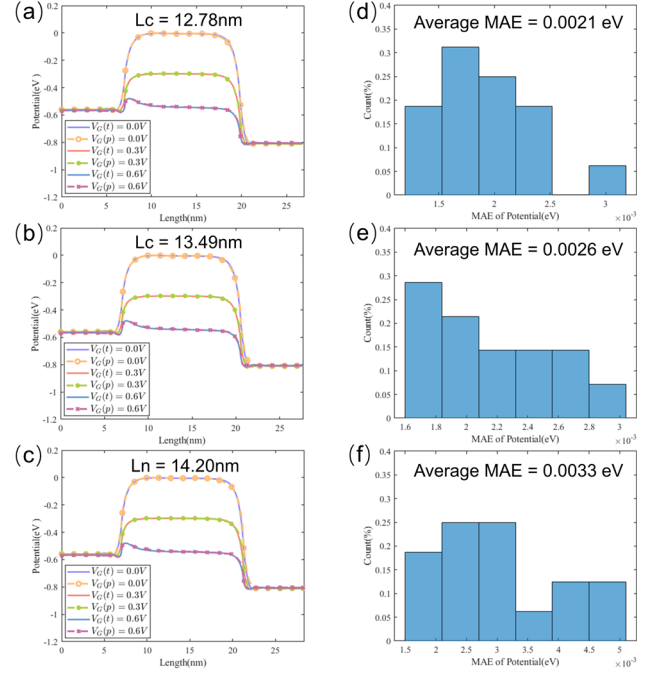 (a)
Lc = 12.78nm
0.2
0
-0.2
-0.4
-0.6
-0.8
-1
-1.2
Potential(eV )
V_G(t) = 0.0V
V_G(p) = 0.0V
V_G(t) = 0.3V
V_G(p) = 0.3V
V_G(t) = 0.6V
V_G(p) = 0.6V
0 5 10 15 20 25
Length(nm)
(d)
Average MAE = 0.0021 eV
0.4
0.35
0.3
0.25
0.2
0.15
0.1
0.05
0
Count(%)
1.5 2 2.5 3
×10⁻³
MAE of Potential(eV)
(b)
Lc = 13.49nm
0.2
0
-0.2
-0.4
-0.6
-0.8
-1
-1.2
Potential(eV )
V_G(t) = 0.0V
V_G(p) = 0.0V
V_G(t) = 0.3V
V_G(p) = 0.3V
V_G(t) = 0.6V
V_G(p) = 0.6V
0 5 10 15 20 25
Length(nm)
(e)
Average MAE = 0.0026 eV
0.4
0.35
0.3
0.25
0.2
0.15
0.1
0.05
0
Count(%)
1.6 1.8 2 2.2 2.4 2.6 2.8 3
×10⁻³
MAE of Potential(eV)
(c)
Ln = 14.20nm
0.2
0
-0.2
-0.4
-0.6
-0.8
-1
-1.2
Potential(eV )
V_G(t) = 0.0V
V_G(p) = 0.0V
V_G(t) = 0.3V
V_G(p) = 0.3V
V_G(t) = 0.6V
V_G(p) = 0.6V
0 5 10 15 20 25
Length(nm)
(f)
Average MAE = 0.0033 eV
0.4
0.35
0.3
0.25
0.2
0.15
0.1
0.05
0
Count(%)
1.5 2 2.5 3 3.5 4 4.5 5
×10⁻³
MAE of Potential(eV)